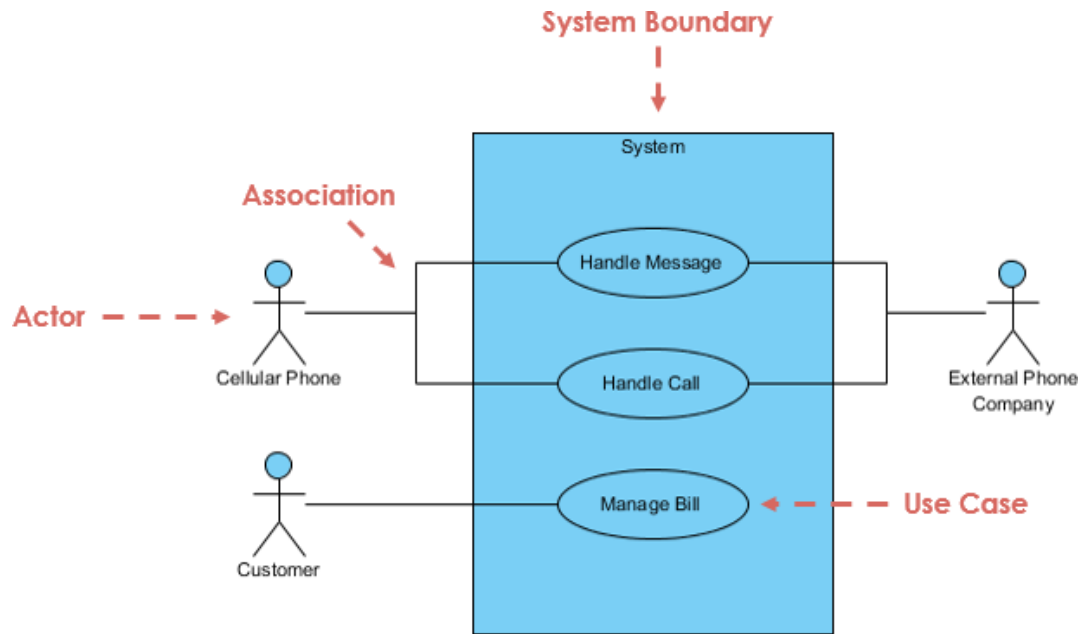 System Boundary
System
Association
Handle Message
Actor
Cellular Phone
Handle Call
External Phone
Company
Manage Bill
Use Case
Customer